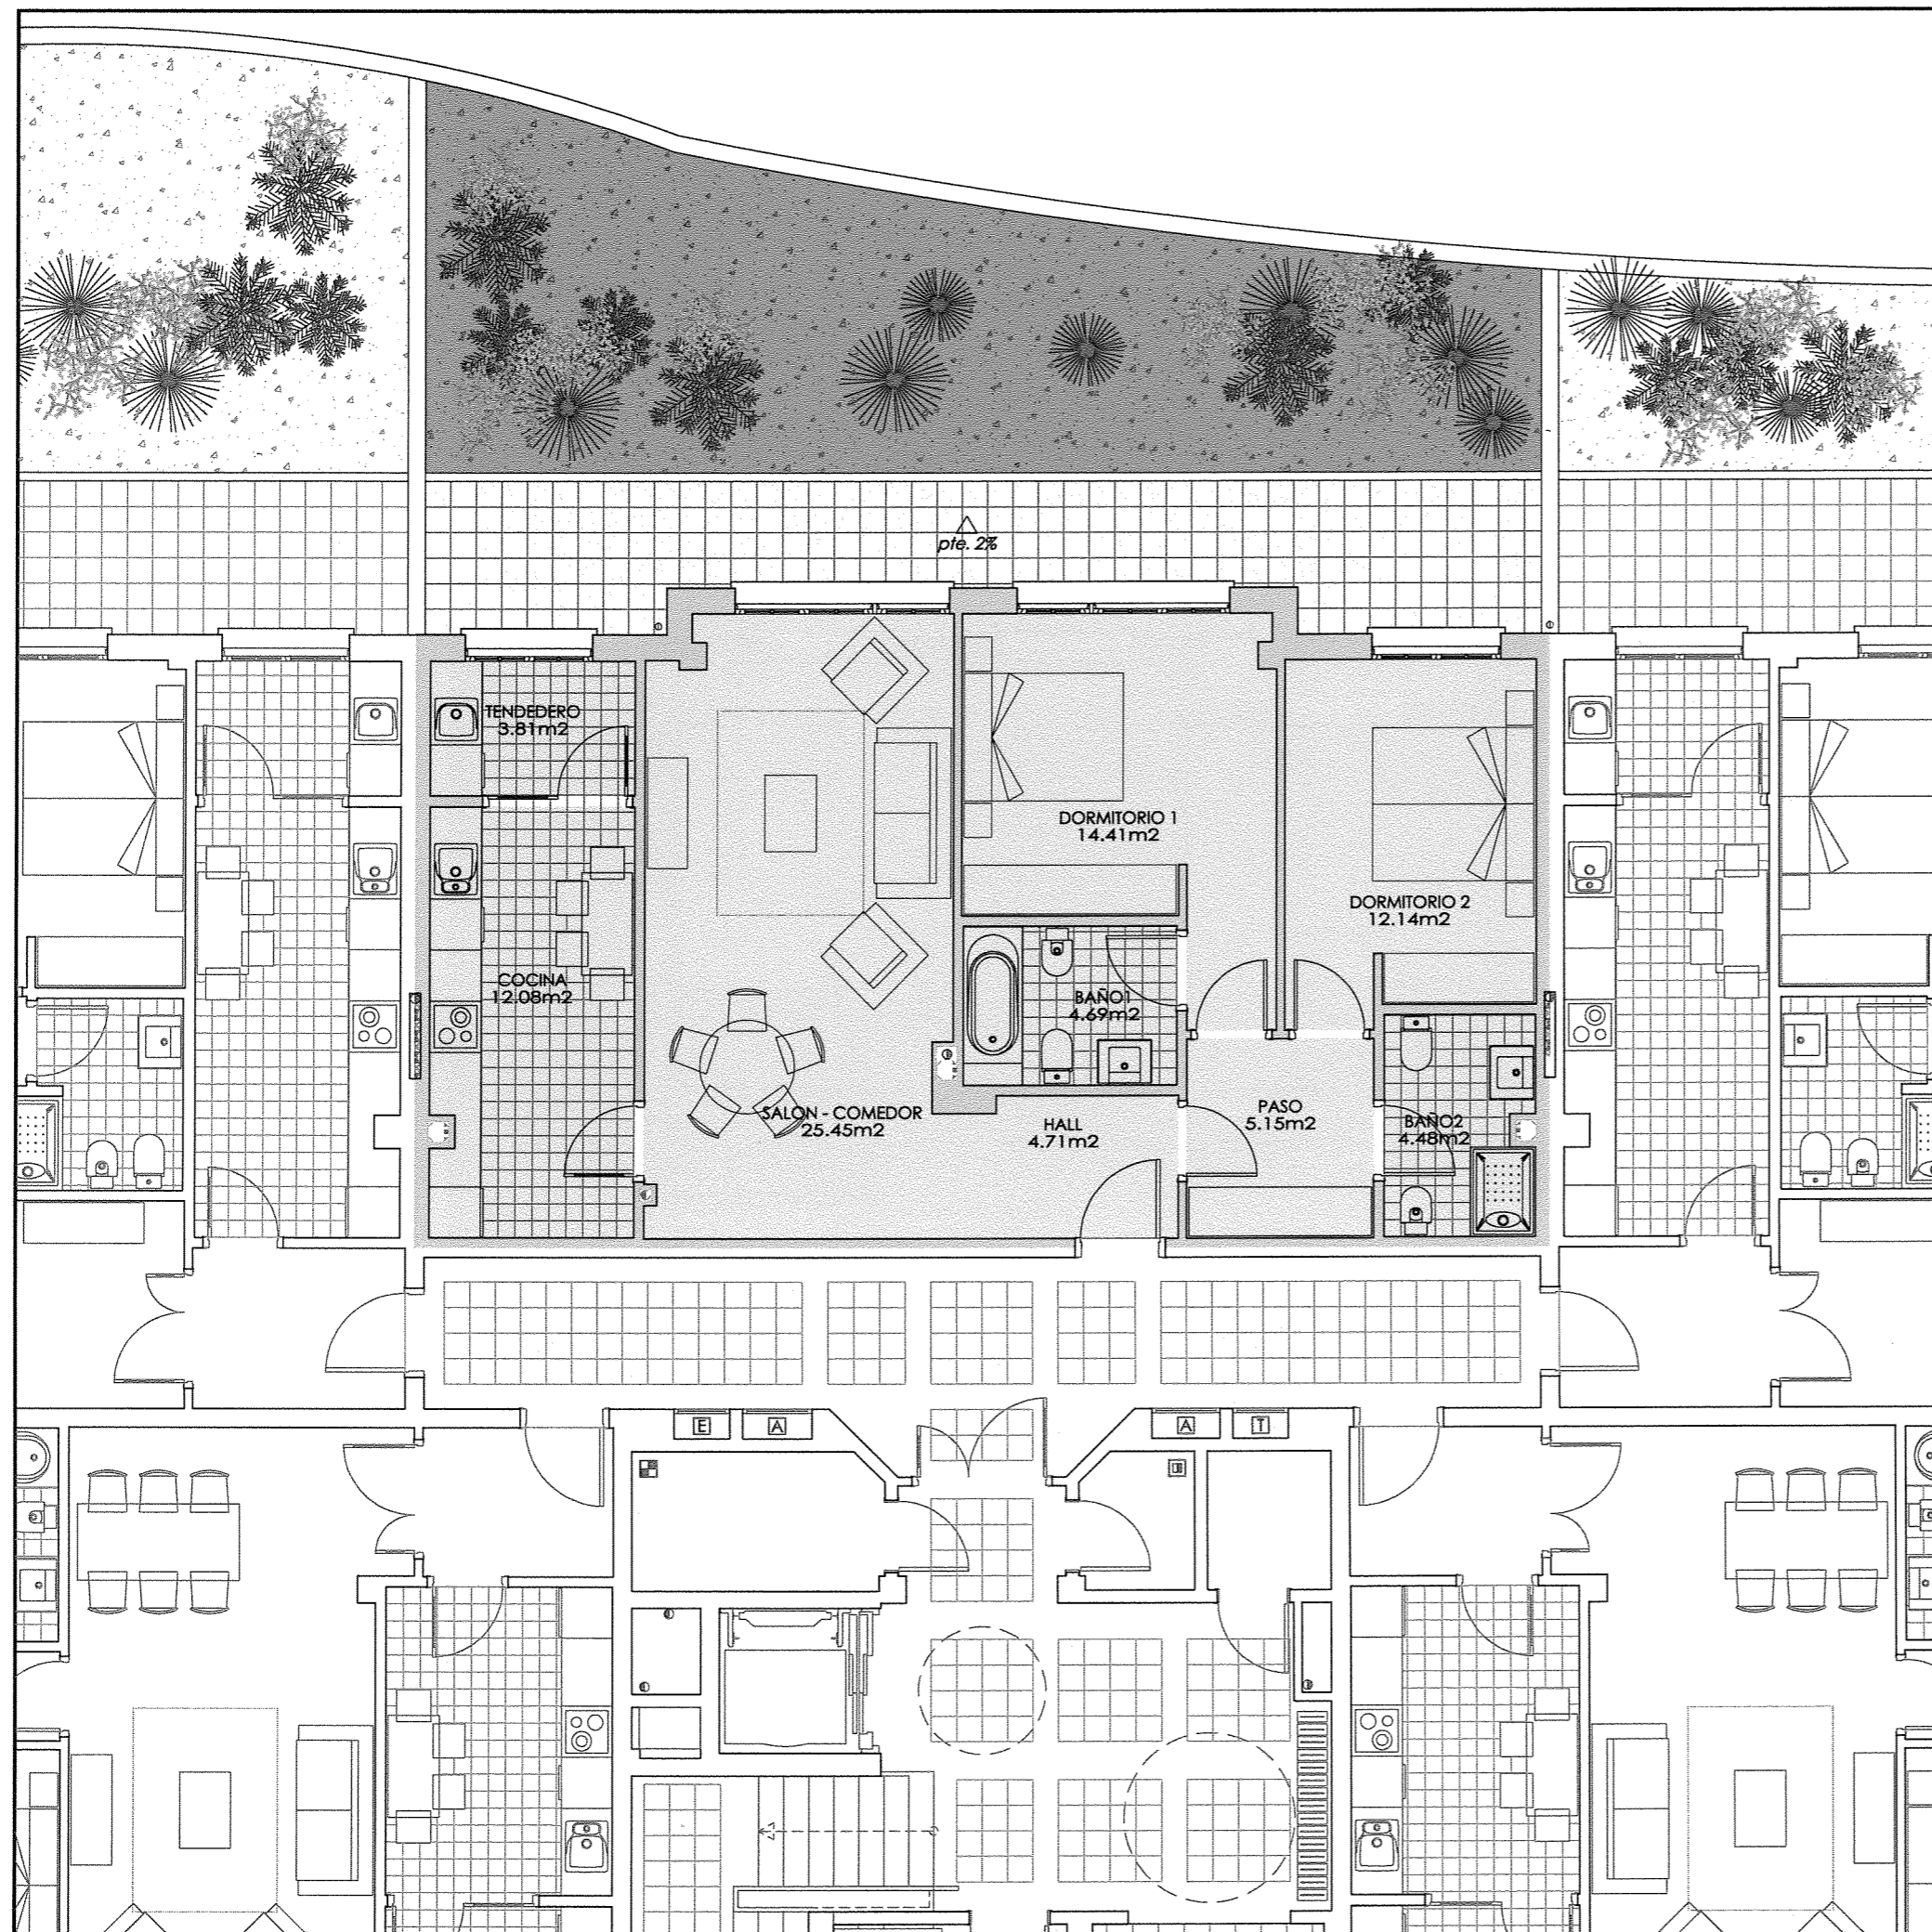 pte. 2%
TENDEDERO
3.81m2
DORMITORIO 1
14.41m2
DORMITORIO 2
12.14m2
COCINA
12.08m2
BAÑO1
4.69m2
SALON - COMEDOR
25.45m2
HALL
4.71m2
PASO
5.15m2
BAÑO2
4.48m2
E
A
A
T